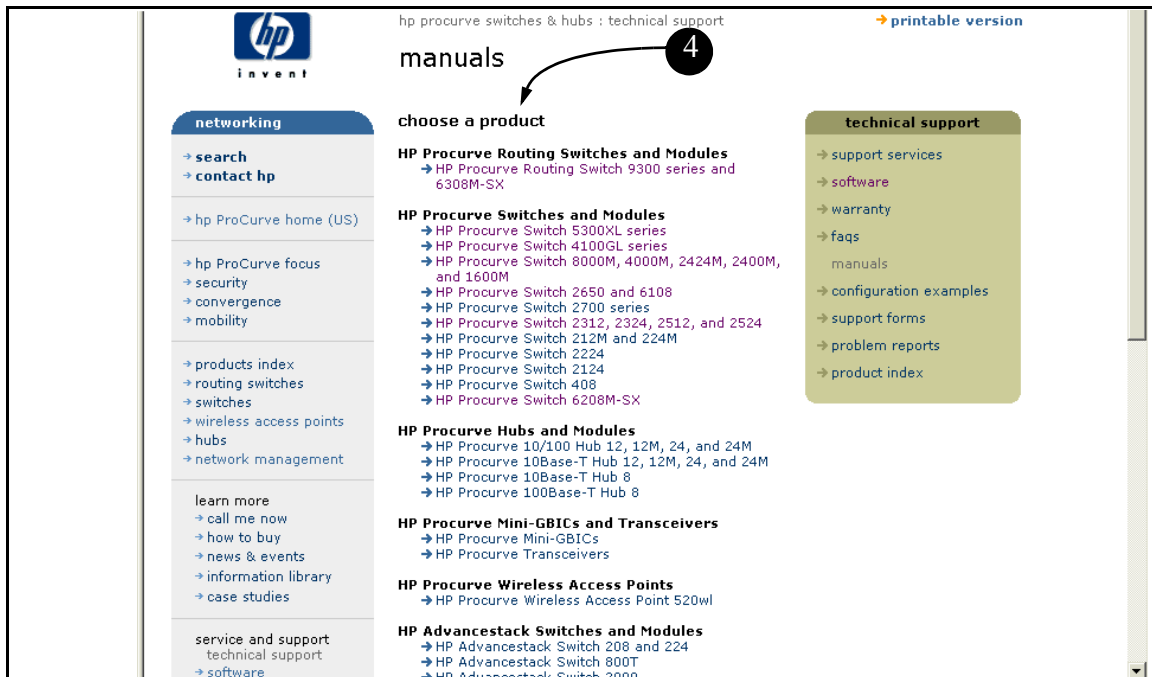 hp
invent
hp procurve switches & hubs : technical support
printable version
manuals
4
networking
search
contact hp
hp ProCurve home (US)
hp ProCurve focus
security
convergence
mobility
products index
routing switches
switches
wireless access points
hubs
network management
learn more
call me now
how to buy
news & events
information library
case studies
service and support
technical support
software
choose a product
HP Procurve Routing Switches and Modules
HP Procurve Routing Switch 9300 series and
6308M-SX
HP Procurve Switches and Modules
HP Procurve Switch 5300XL series
HP Procurve Switch 4100GL series
HP Procurve Switch 8000M, 4000M, 2424M, 2400M,
and 1600M
HP Procurve Switch 2650 and 6108
HP Procurve Switch 2700 series
HP Procurve Switch 2312, 2324, 2512, and 2524
HP Procurve Switch 212M and 224M
HP Procurve Switch 2224
HP Procurve Switch 2124
HP Procurve Switch 408
HP Procurve Switch 6208M-SX
HP Procurve Hubs and Modules
HP Procurve 10/100 Hub 12, 12M, 24, and 24M
HP Procurve 10Base-T Hub 12, 12M, 24, and 24M
HP Procurve 10Base-T Hub 8
HP Procurve 100Base-T Hub 8
HP Procurve Mini-GBICs and Transceivers
HP Procurve Mini-GBICs
HP Procurve Transceivers
HP Procurve Wireless Access Points
HP Procurve Wireless Access Point 520wl
HP Advancestack Switches and Modules
HP Advancestack Switch 208 and 224
HP Advancestack Switch 800T
HP Advancestack Switch 2000
technical support
support services
software
warranty
faqs
manuals
configuration examples
support forms
problem reports
product index